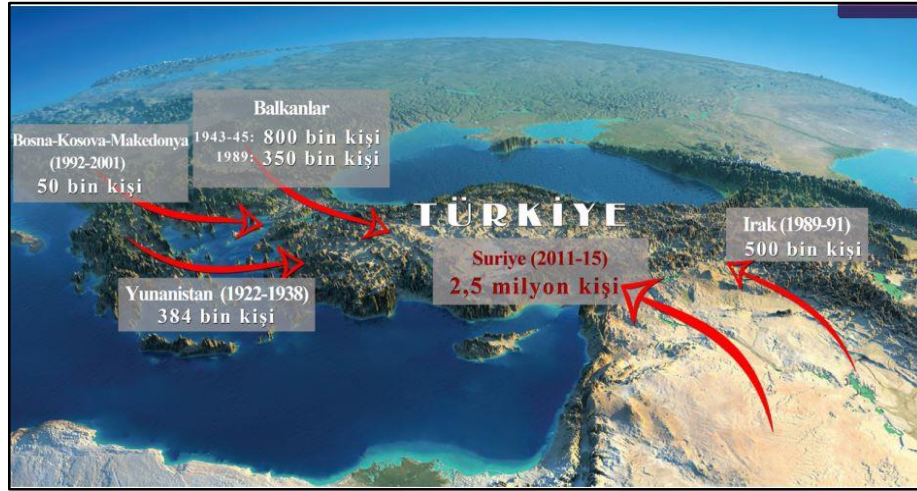 Balkanlar
1943-45: 800 bin kişi
1989: 350 bin kişi
Bosna-Kosova-Makedonya
(1992-2001)
50 bin kişi
TÜRKİYE
Irak (1989-91)
500 bin kişi
Suriye (2011-15)
2,5 milyon kişi
Yunanistan (1922-1938)
384 bin kişi